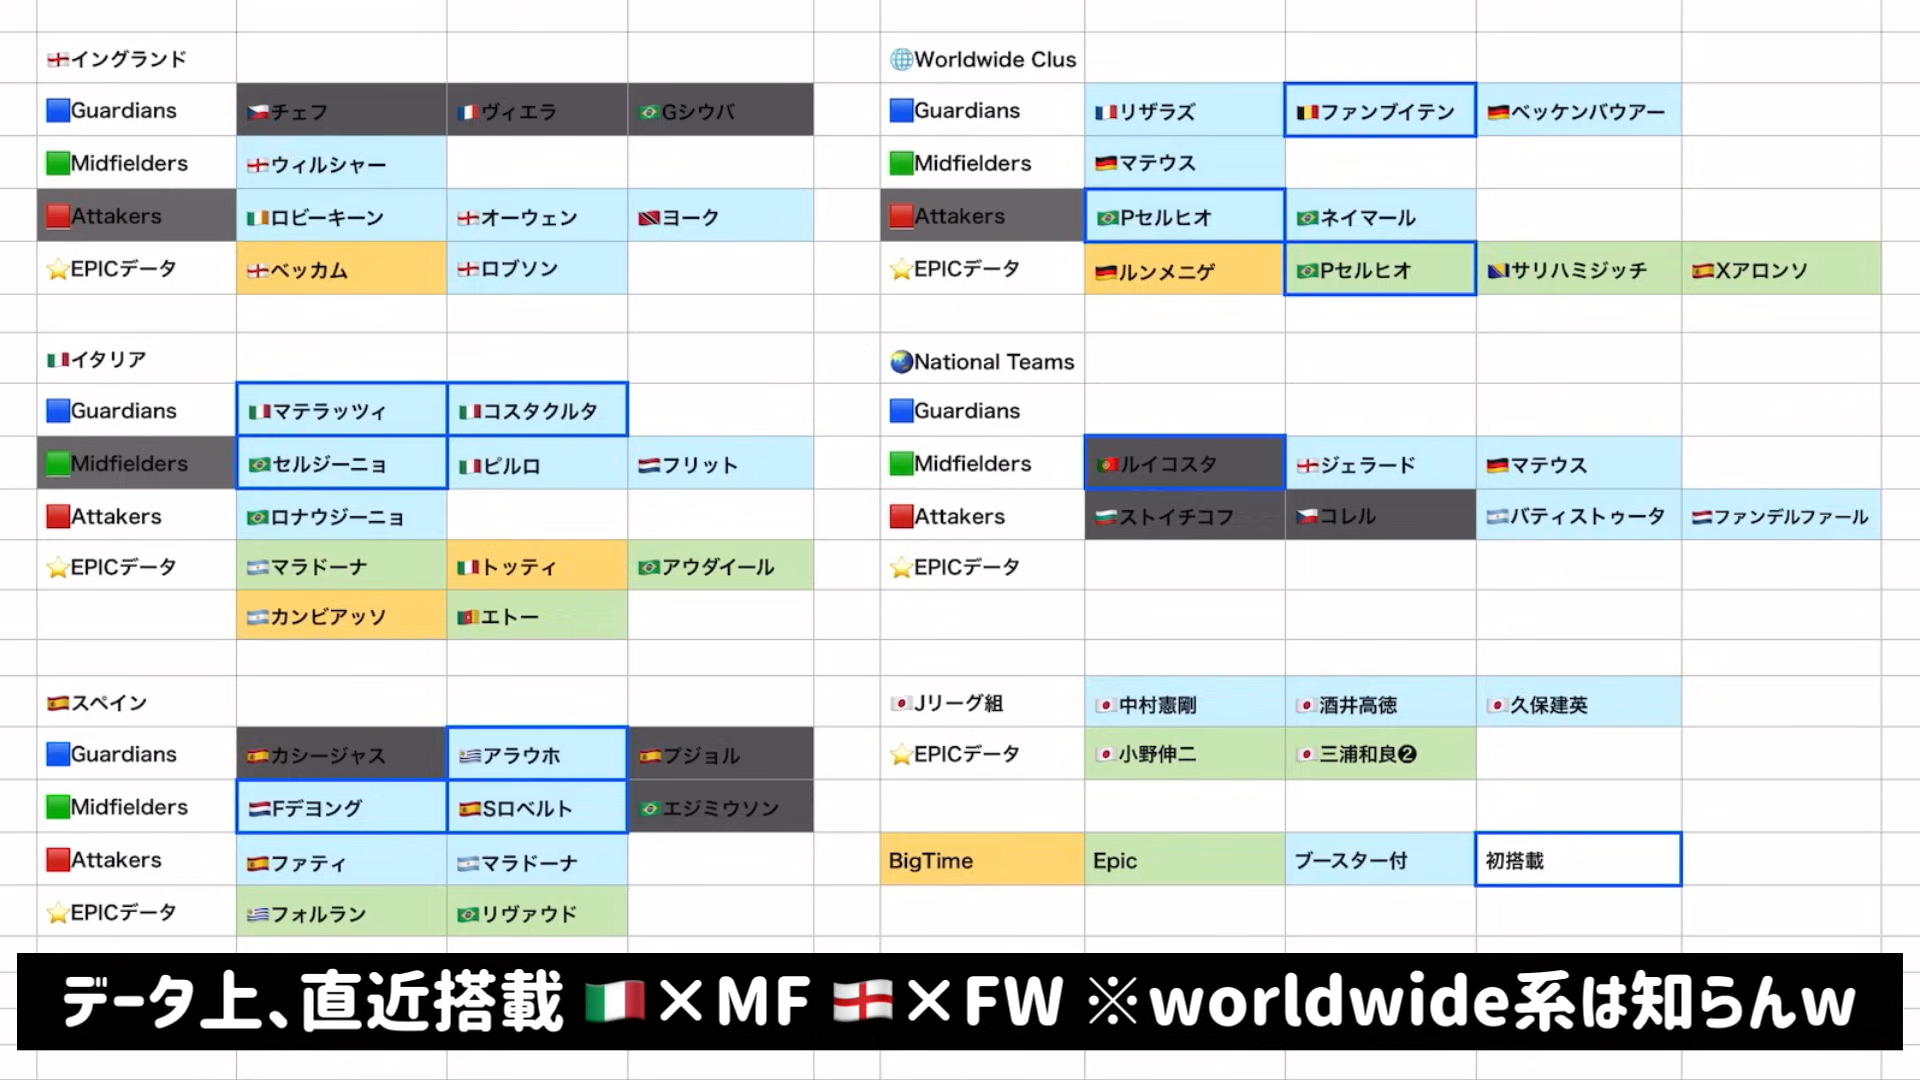 🏴󠁧󠁢󠁥󠁮󠁧󠁿イングランド
🟦Guardians 🇨🇿チェフ 🇫🇷ヴィエラ 🇧🇷Gシウバ
🟩Midfielders 🏴󠁧󠁢󠁥󠁮󠁧󠁿ウィルシャー
🟥Attakers 🇮🇪ロビーキーン 🏴󠁧󠁢󠁥󠁮󠁧󠁿オーウェン 🇹🇹ヨーク
⭐EPICデータ 🏴󠁧󠁢󠁥󠁮󠁧󠁿ベッカム 🏴󠁧󠁢󠁥󠁮󠁧󠁿ロブソン
🇮🇹イタリア
🟦Guardians 🇮🇹マテラッツィ 🇮🇹コスタクルタ
🟩Midfielders 🇧🇷セルジーニョ 🇮🇹ピルロ 🇳🇱フリット
🟥Attakers 🇧🇷ロナウジーニョ
⭐EPICデータ 🇦🇷マラドーナ 🇮🇹トッティ 🇧🇷アウダイール
🇦🇷カンビアッソ 🇨🇲エトー
🇪🇸スペイン
🟦Guardians 🇪🇸カシージャス 🇺🇾アラウホ 🇪🇸プジョル
🟩Midfielders 🇳🇱Fデヨング 🇪🇸Sロベルト 🇧🇷エジミウソン
🟥Attakers 🇪🇸ファティ 🇦🇷マラドーナ
⭐EPICデータ 🇺🇾フォルラン 🇧🇷リヴァウド
🌐Worldwide Clus
🟦Guardians 🇫🇷リザラズ 🇧🇪ファンブイテン 🇩🇪ベッケンバウアー
🟩Midfielders 🇩🇪マテウス
🟥Attakers 🇧🇷Pセルヒオ 🇧🇷ネイマール
⭐EPICデータ 🇩🇪ルンメニゲ 🇧🇷Pセルヒオ 🇧🇦サリハミジッチ 🇪🇸Xアロンソ
🌏National Teams
🟦Guardians
🟩Midfielders 🇵🇹ルイコスタ 🏴󠁧󠁢󠁥󠁮󠁧󠁿ジェラード 🇩🇪マテウス
🟥Attakers 🇧🇬ストイチコフ 🇨🇿コレル 🇦🇷バティストゥータ 🇳🇱ファンデルファール
⭐EPICデータ
🇯🇵Jリーグ組 🇯🇵中村憲剛 🇯🇵酒井高徳 🇯🇵久保建英
⭐EPICデータ 🇯🇵小野伸二 🇯🇵三浦和良❷
BigTime Epic ブースター付 初搭載
データ上、直近搭載 🇮🇹×MF 🏴󠁧󠁢󠁥󠁮󠁧󠁿×FW ※worldwide系は知らんw